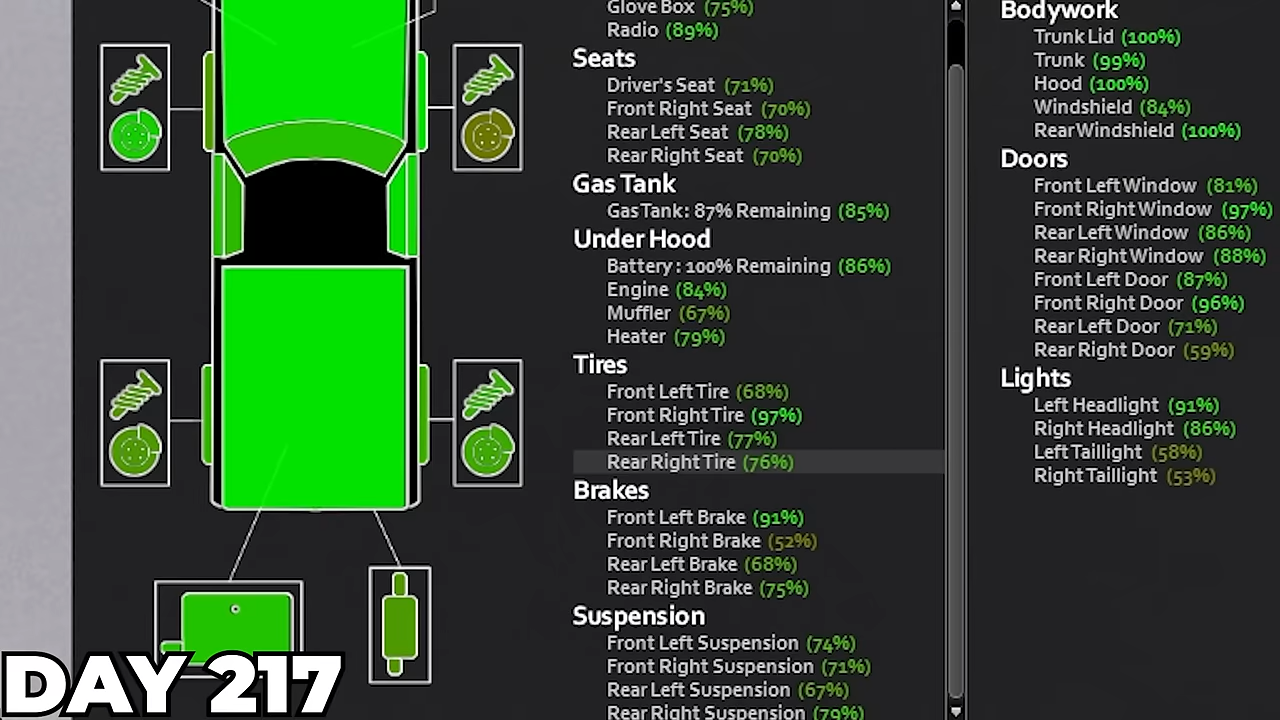 Glove Box (75%)
Radio (89%)
Seats
Driver's Seat (71%)
Front Right Seat (70%)
Rear Left Seat (78%)
Rear Right Seat (70%)
Gas Tank
Gas Tank: 87% Remaining (85%)
Under Hood
Battery: 100% Remaining (86%)
Engine (84%)
Muffler (67%)
Heater (79%)
Tires
Front Left Tire (68%)
Front Right Tire (97%)
Rear Left Tire (77%)
Rear Right Tire (76%)
Brakes
Front Left Brake (91%)
Front Right Brake (52%)
Rear Left Brake (68%)
Rear Right Brake (75%)
Suspension
Front Left Suspension (74%)
Front Right Suspension (71%)
Rear Left Suspension (67%)
Rear Right Suspension (79%)
Bodywork
Trunk Lid (100%)
Trunk (99%)
Hood (100%)
Windshield (84%)
Rear Windshield (100%)
Doors
Front Left Window (81%)
Front Right Window (97%)
Rear Left Window (86%)
Rear Right Window (88%)
Front Left Door (87%)
Front Right Door (96%)
Rear Left Door (71%)
Rear Right Door (59%)
Lights
Left Headlight (91%)
Right Headlight (86%)
Left Taillight (58%)
Right Taillight (53%)
DAY 217